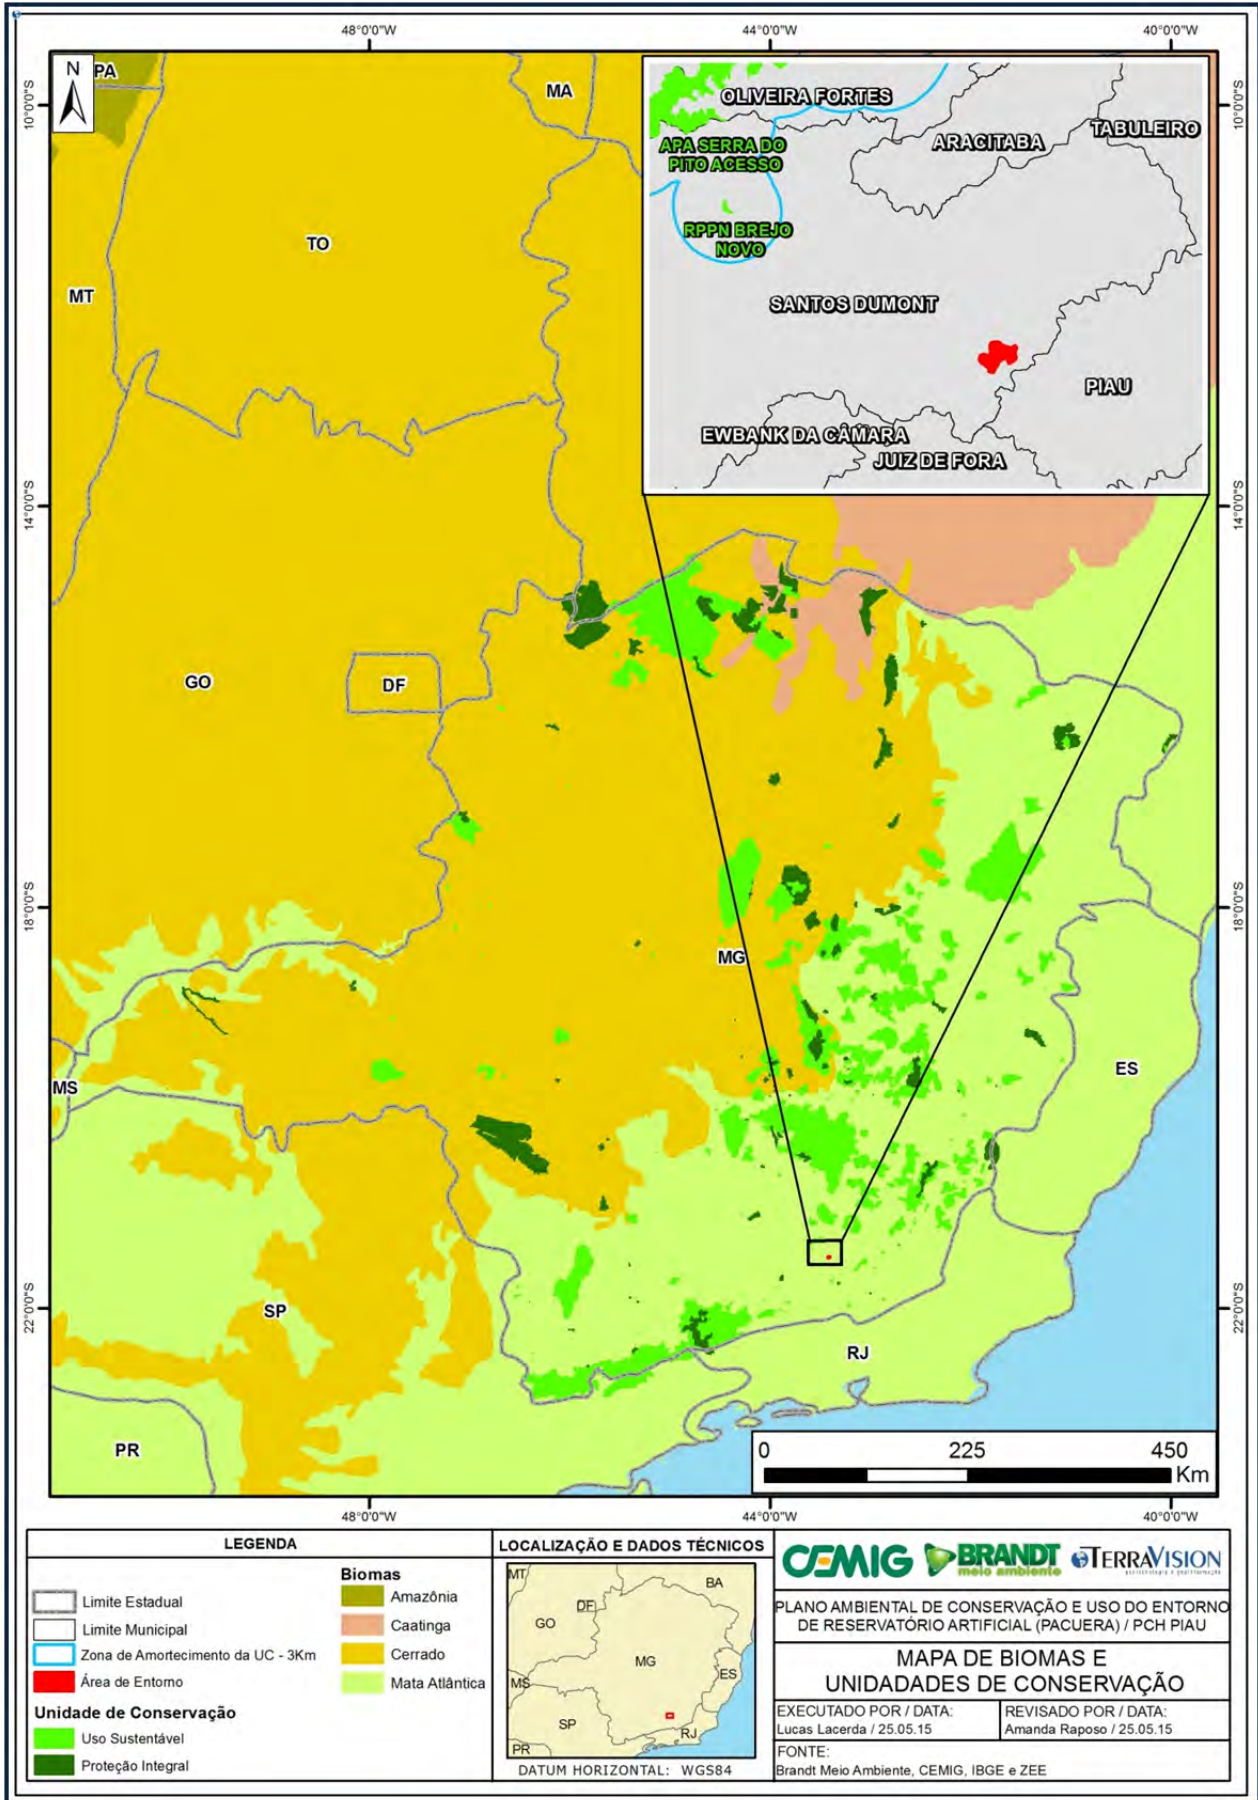 48°0'0"W
44°0'0"W
40°0'0"W
N
PA
MA
TO
MT
10°0'0"S
10°0'0"S
OLIVEIRA FORTES
TABULEIRO
ARACITABA
APA SERRA DO
PITO ACESSO
RPPN BREJO
NOVO
SANTOS DUMONT
PIAU
EWBANK DA CÂMARA
JUIZ DE FORA
14°0'0"S
14°0'0"S
GO
DF
18°0'0"S
18°0'0"S
MG
MS
ES
22°0'0"S
22°0'0"S
SP
RJ
PR
0
225
450
Km
48°0'0"W
44°0'0"W
40°0'0"W
LEGENDA
Limite Estadual
Limite Municipal
Zona de Amortecimento da UC - 3Km
Área de Entorno
Unidade de Conservação
Uso Sustentável
Proteção Integral
Biomas
Amazônia
Caatinga
Cerrado
Mata Atlântica
LOCALIZAÇÃO E DADOS TÉCNICOS
MT
BA
DF
GO
MG
ES
MS
SP
RJ
PR
DATUM HORIZONTAL: WGS84
CEMIG
BRANDT
meio ambiente
TERRAVISION
PLANO AMBIENTAL DE CONSERVAÇÃO E USO DO ENTORNO
DE RESERVATÓRIO ARTIFICIAL (PACUERA) / PCH PIAU
MAPA DE BIOMAS E
UNIDADADES DE CONSERVAÇÃO
EXECUTADO POR / DATA:
Lucas Lacerda / 25.05.15
REVISADO POR / DATA:
Amanda Raposo / 25.05.15
FONTE:
Brandt Meio Ambiente, CEMIG, IBGE e ZEE